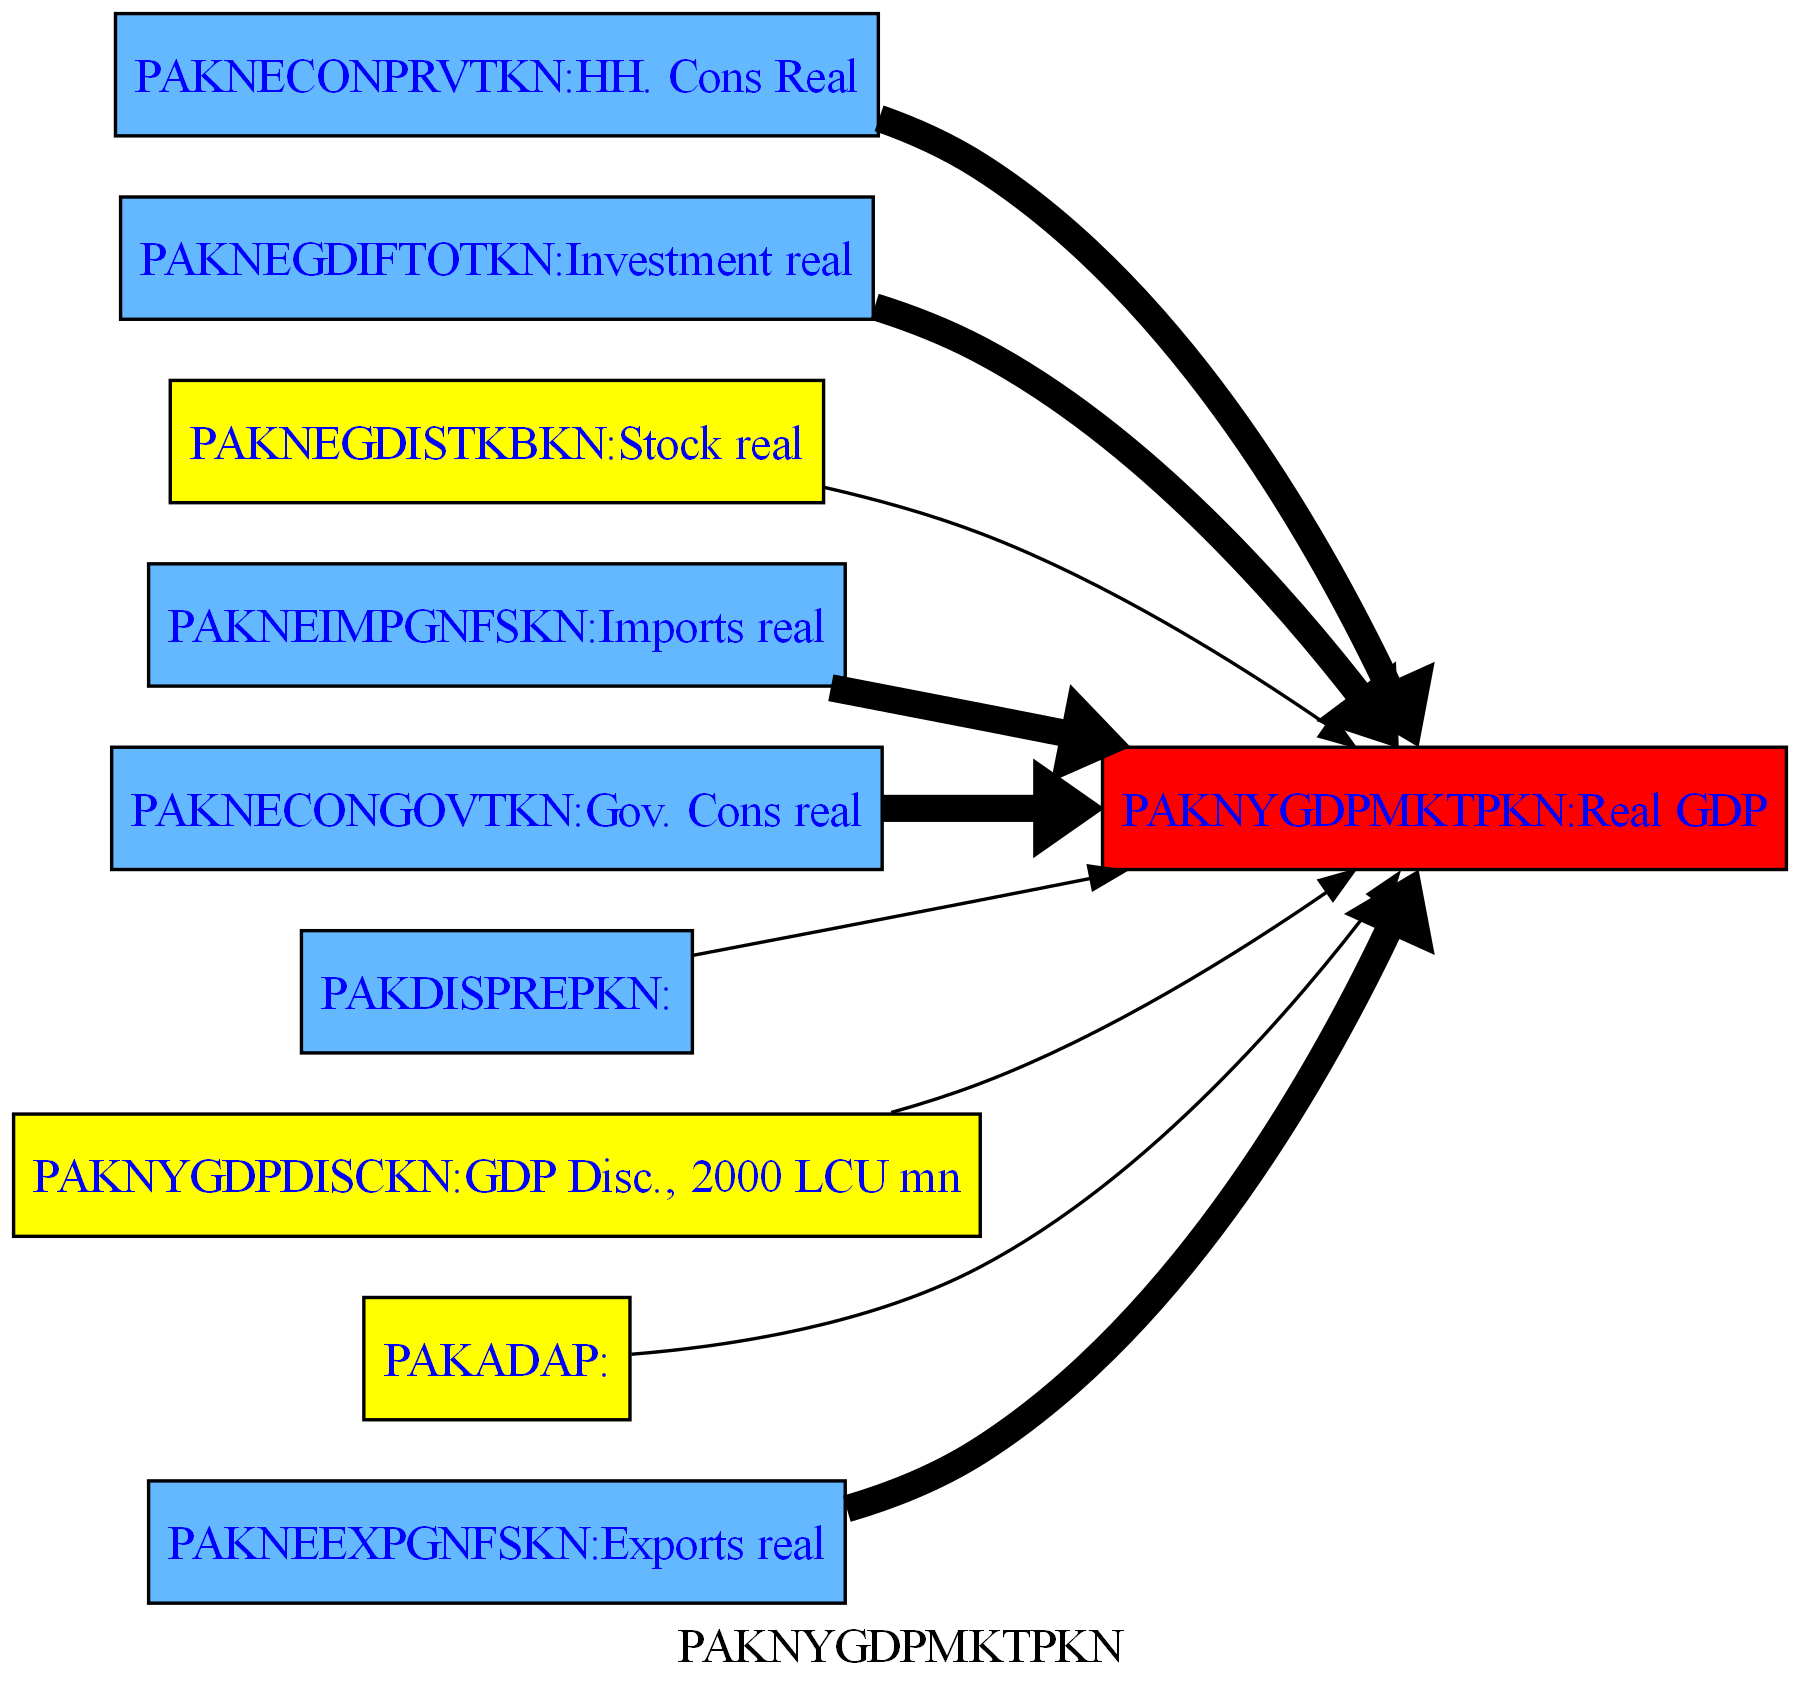 PAKNECONPRVTKN:HH. Cons Real
PAKNEGDIFTOTKN:Investment real
PAKNEGDISTKBKN:Stock real
PAKNEIMPGNFSKN:Imports real
PAKNECONGOVTKN:Gov. Cons real
PAKNYGDPMKTPKN:Real GDP
PAKDISPREPKN:
PAKNYGDPDISCKN:GDP Disc., 2000 LCU mn
PAKADAP:
PAKNEEXPGNFSKN:Exports real
PAKNYGDPMKTPKN